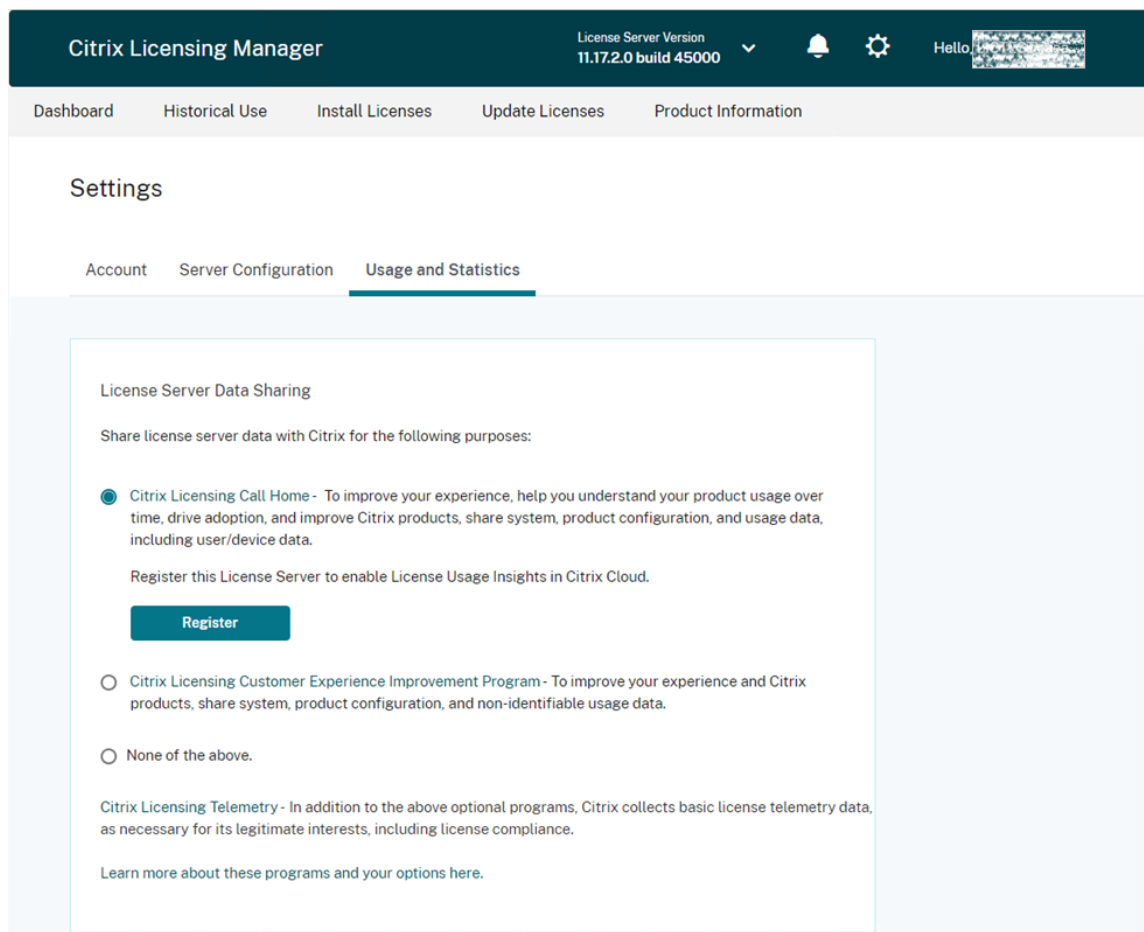 Citrix Licensing Manager
License Server Version
11.17.2.0 build 45000
Hello,
Dashboard Historical Use Install Licenses Update Licenses Product Information
Settings
Account Server Configuration Usage and Statistics
License Server Data Sharing
Share license server data with Citrix for the following purposes:
Citrix Licensing Call Home - To improve your experience, help you understand your product usage over
time, drive adoption, and improve Citrix products, share system, product configuration, and usage data,
including user/device data.
Register this License Server to enable License Usage Insights in Citrix Cloud.
Register
Citrix Licensing Customer Experience Improvement Program - To improve your experience and Citrix
products, share system, product configuration, and non-identifiable usage data.
None of the above.
Citrix Licensing Telemetry - In addition to the above optional programs, Citrix collects basic license telemetry data,
as necessary for its legitimate interests, including license compliance.
Learn more about these programs and your options here.